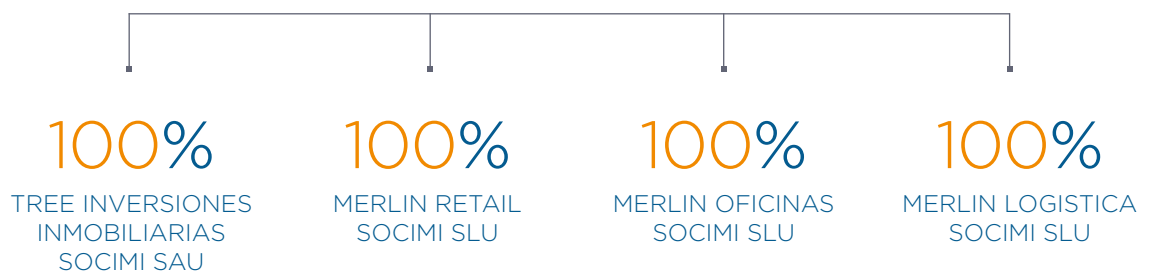 100%
TREE INVERSIONES
INMOBILIARIAS
SOCIMI SAU
100%
MERLIN RETAIL
SOCIMI SLU
100%
MERLIN OFICINAS
SOCIMI SLU
100%
MERLIN LOGISTICA
SOCIMI SLU